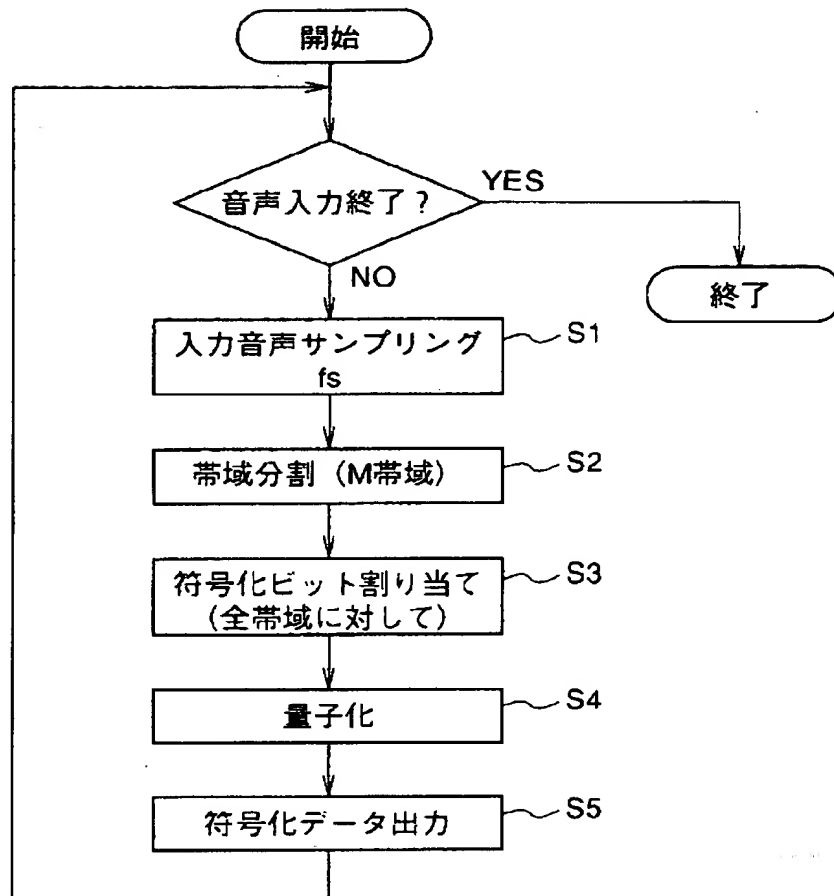 開始
音声入力終了?
YES
NO
終了
入力音声サンプリング
fs
S1
帯域分割(M帯域)
S2
符号化ビット割り当て
(全帯域に対して)
S3
量子化
S4
符号化データ出力
S5